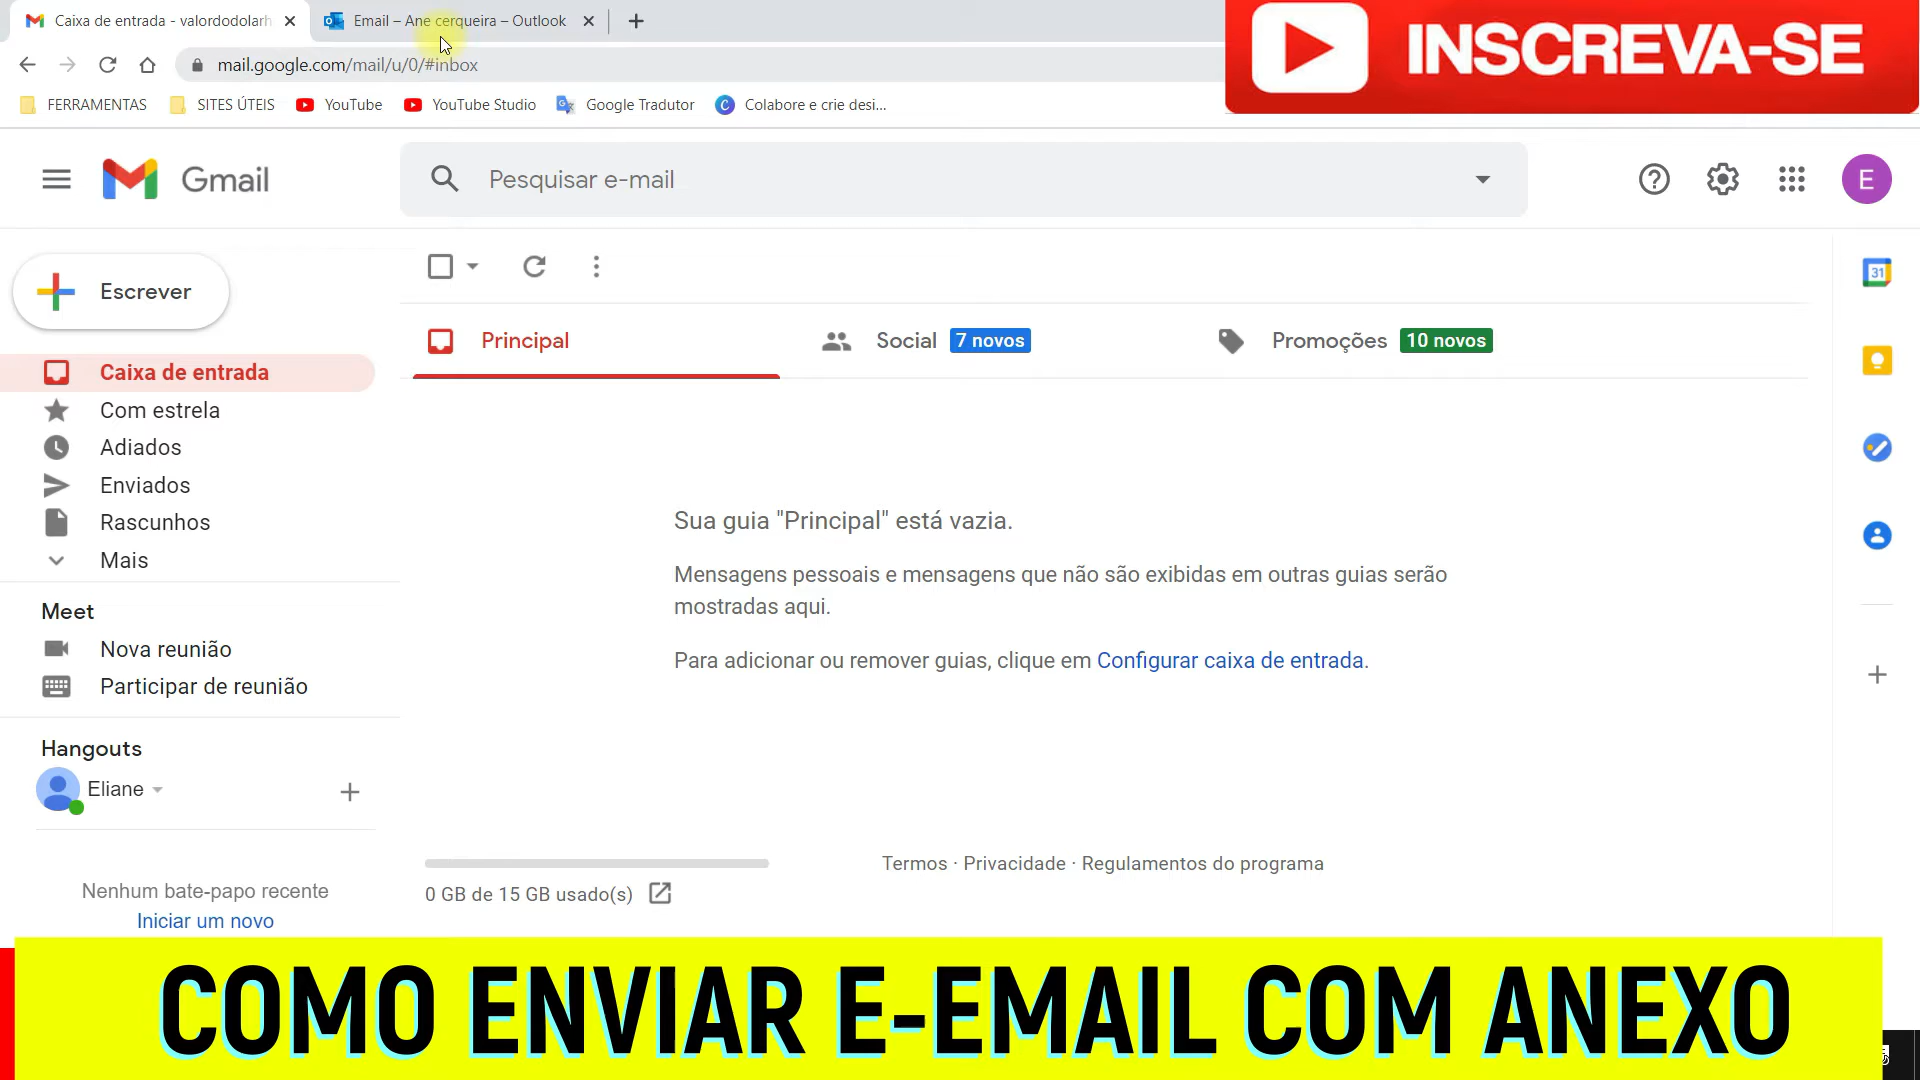 Caixa de entrada - valordodolarh
Email – Ane cerqueira – Outlook
mail.google.com/mail/u/0/#inbox
INSCREVA-SE
FERRAMENTAS
SITES ÚTEIS
YouTube
YouTube Studio
Google Tradutor
Colabore e crie desi...
Gmail
Pesquisar e-mail
E
Escrever
Principal
Social 7 novos
Promoções 10 novos
31
Caixa de entrada
Com estrela
Adiados
Enviados
Rascunhos
Mais
Sua guia "Principal" está vazia.
Mensagens pessoais e mensagens que não são exibidas em outras guias serão
mostradas aqui.
Para adicionar ou remover guias, clique em Configurar caixa de entrada.
Meet
Nova reunião
Participar de reunião
Hangouts
Eliane
Nenhum bate-papo recente
Iniciar um novo
0 GB de 15 GB usado(s)
Termos · Privacidade · Regulamentos do programa
COMO ENVIAR E-EMAIL COM ANEXO